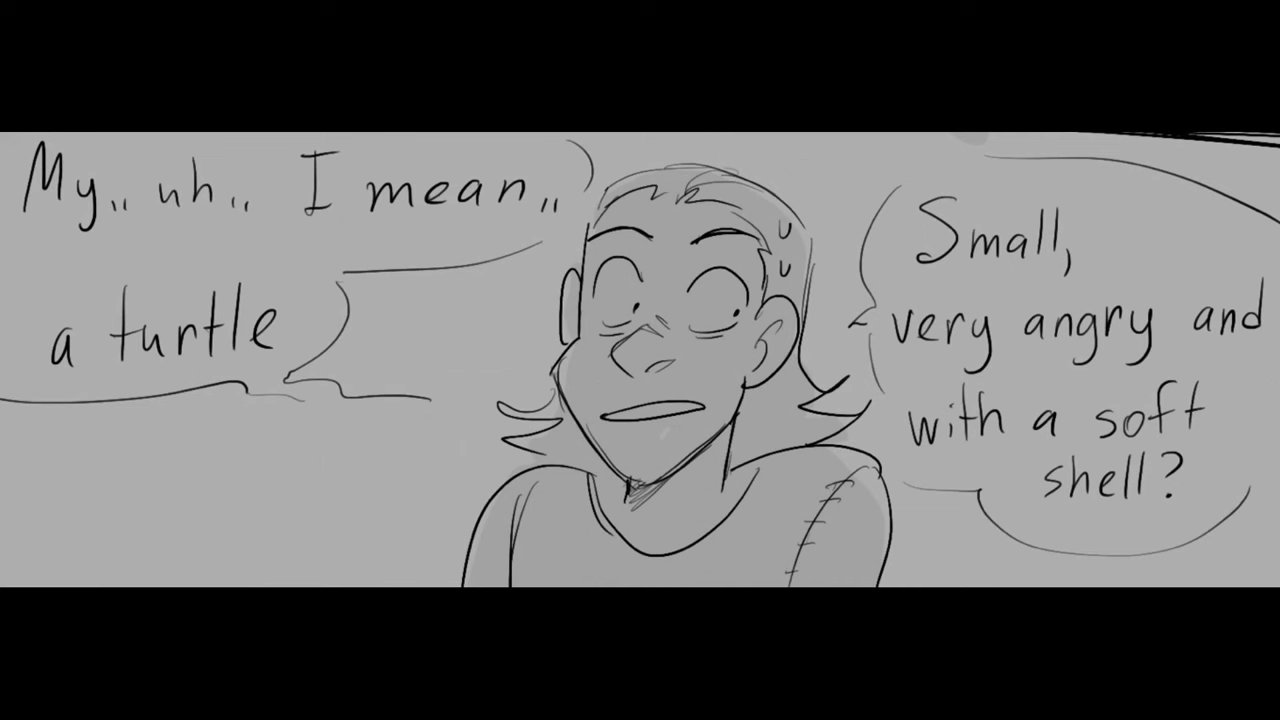 My,, uh,, I mean,,
a turtle
Small,
very angry and
with a soft
shell?